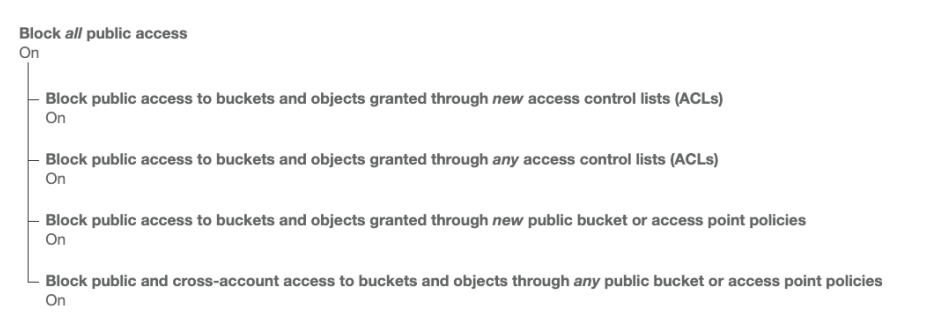 Block all public access
On
Block public access to buckets and objects granted through new access control lists (ACLs)
On
Block public access to buckets and objects granted through any access control lists (ACLs)
On
Block public access to buckets and objects granted through new public bucket or access point policies
On
Block public and cross-account access to buckets and objects through any public bucket or access point policies
On